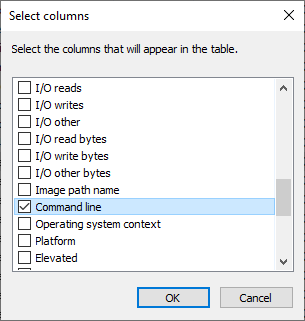 Select columns
Select the columns that will appear in the table.
I/O reads
I/O writes
I/O other
I/O read bytes
I/O write bytes
I/O other bytes
Image path name
Command line
Operating system context
Platform
Elevated
OK
Cancel